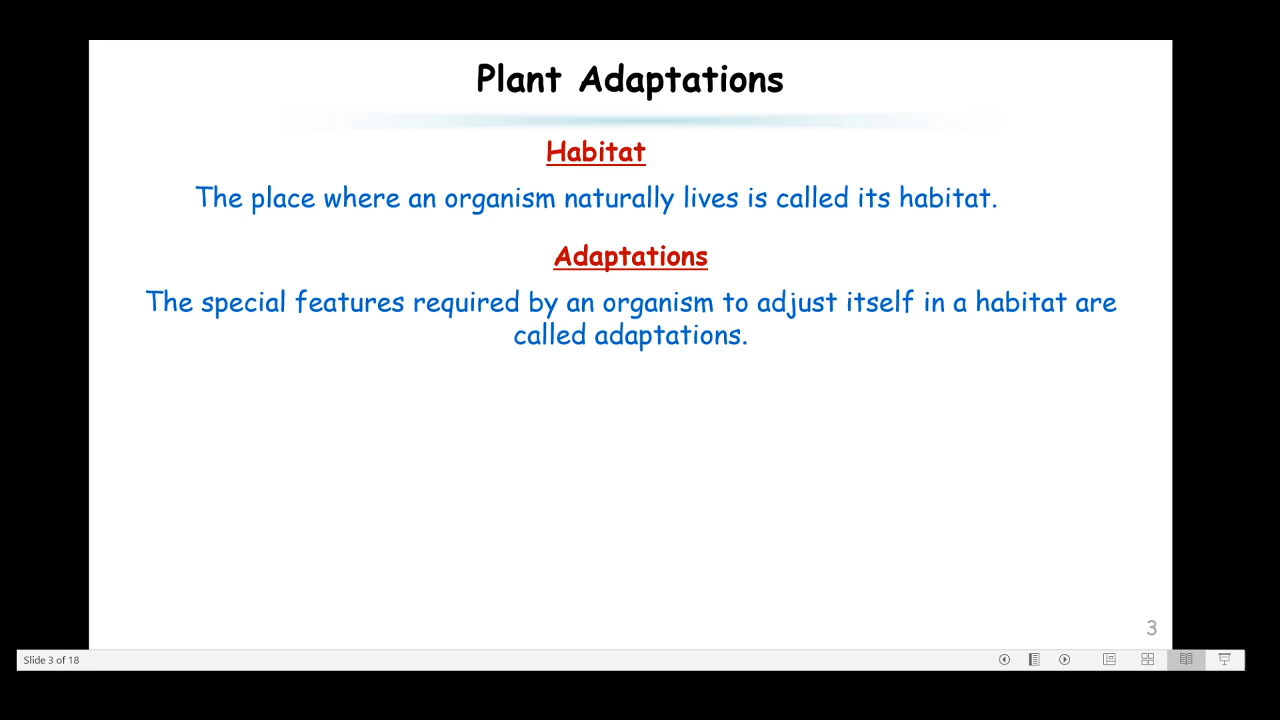 Plant Adaptations
Habitat
The place where an organism naturally lives is called its habitat.
Adaptations
The special features required by an organism to adjust itself in a habitat are
called adaptations.
3
Slide 3 of 18